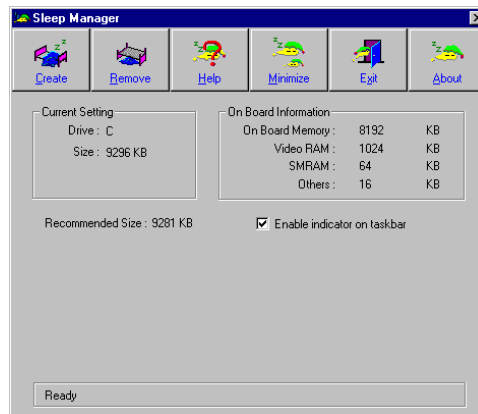 Sleep Manager
Create Remove Help Minimize Exit About
Current Setting
Drive : C
Size : 9296 KB
On Board Information
On Board Memory : 8192 KB
Video RAM : 1024 KB
SMRAM : 64 KB
Others : 16 KB
Recommended Size : 9281 KB
Enable indicator on taskbar
Ready